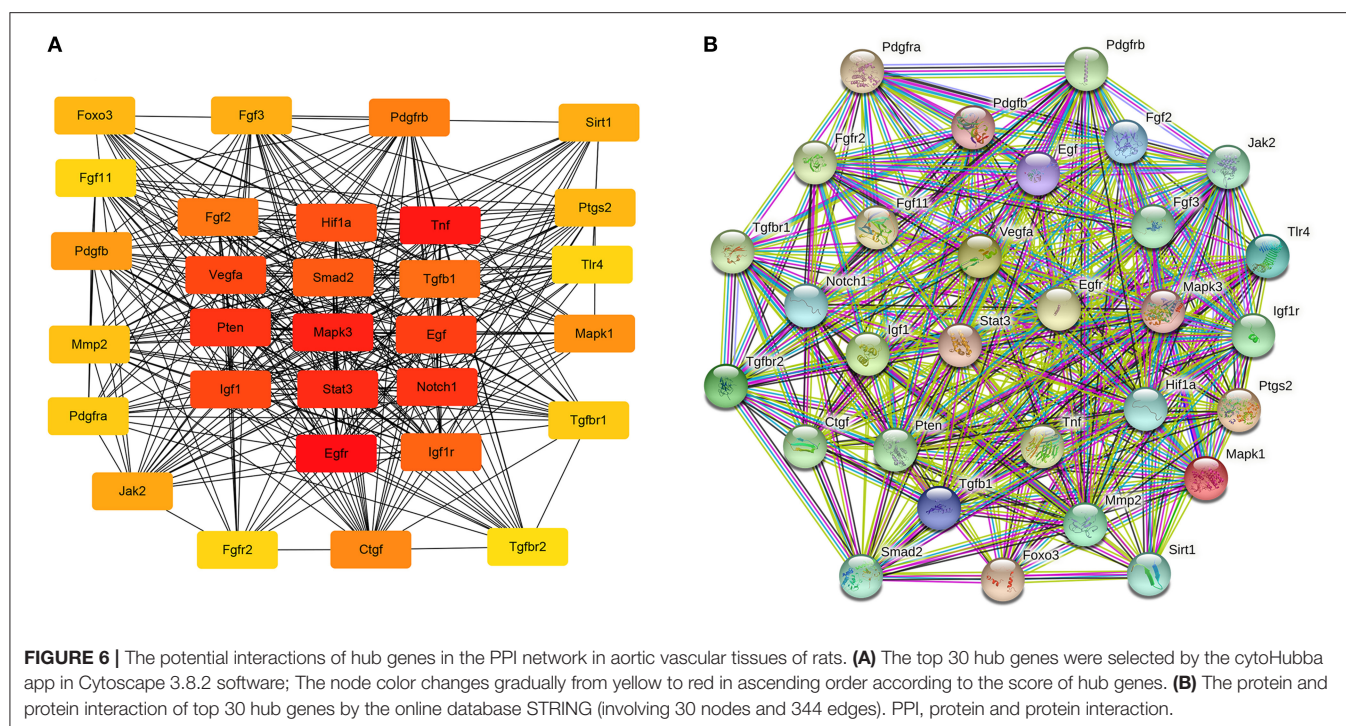 A
B
Foxo3
Fgf3
Pdgfrb
Sirt1
Fgf11
Ptgs2
Fgf2
Hif1a
Tnf
Pdgfb
Tlr4
Vegfa
Smad2
Tgfb1
Mmp2
Pten
Mapk3
Egf
Mapk1
Igf1
Stat3
Notch1
Pdgfra
Tgfbr1
Egfr
Igf1r
Jak2
Fgfr2
Ctgf
Tgfbr2
Pdgfra
Pdgfrb
Pdgfb
Fgf2
Fgfr2
Egf
Jak2
Fgf11
Fgf3
Tgfbr1
Vegfa
Tlr4
Notch1
Egfr
Mapk3
Igf1
Stat3
Igf1r
Tgfbr2
Hif1a
Ptgs2
Ctgf
Pten
Tnf
Mapk1
Tgfb1
Mmp2
Smad2
Foxo3
Sirt1
FIGURE 6 | The potential interactions of hub genes in the PPI network in aortic vascular tissues of rats. (A) The top 30 hub genes were selected by the cytoHubba
app in Cytoscape 3.8.2 software; The node color changes gradually from yellow to red in ascending order according to the score of hub genes. (B) The protein and
protein interaction of top 30 hub genes by the online database STRING (involving 30 nodes and 344 edges). PPI, protein and protein interaction.